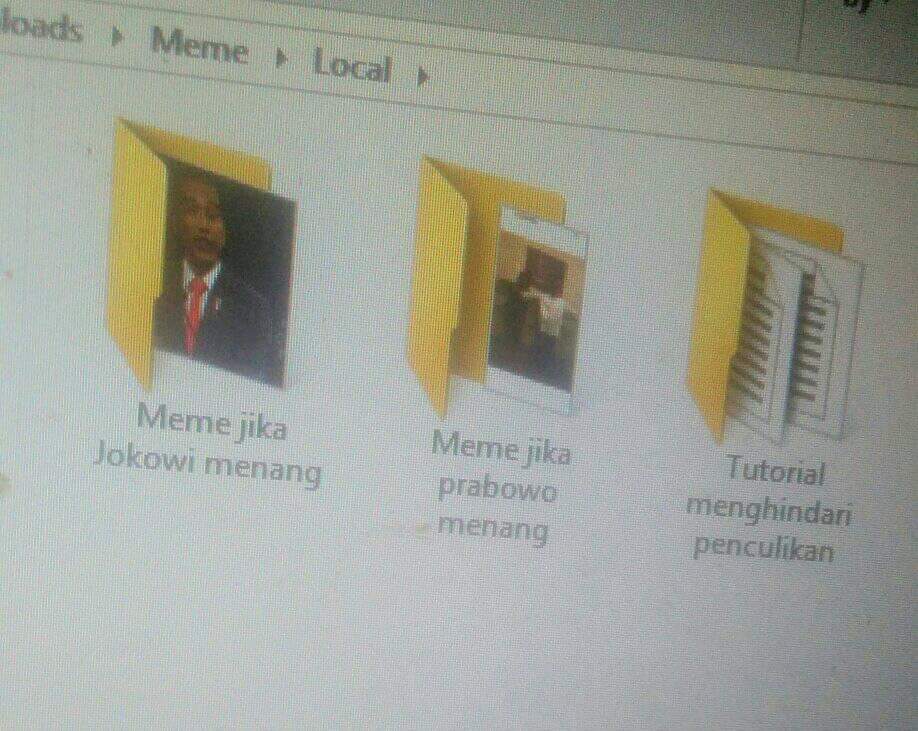 loads ▸ Meme ▸ Local ▸
Meme jika
Jokowi menang
Meme jika
prabowo
menang
Tutorial
menghindari
penculikan